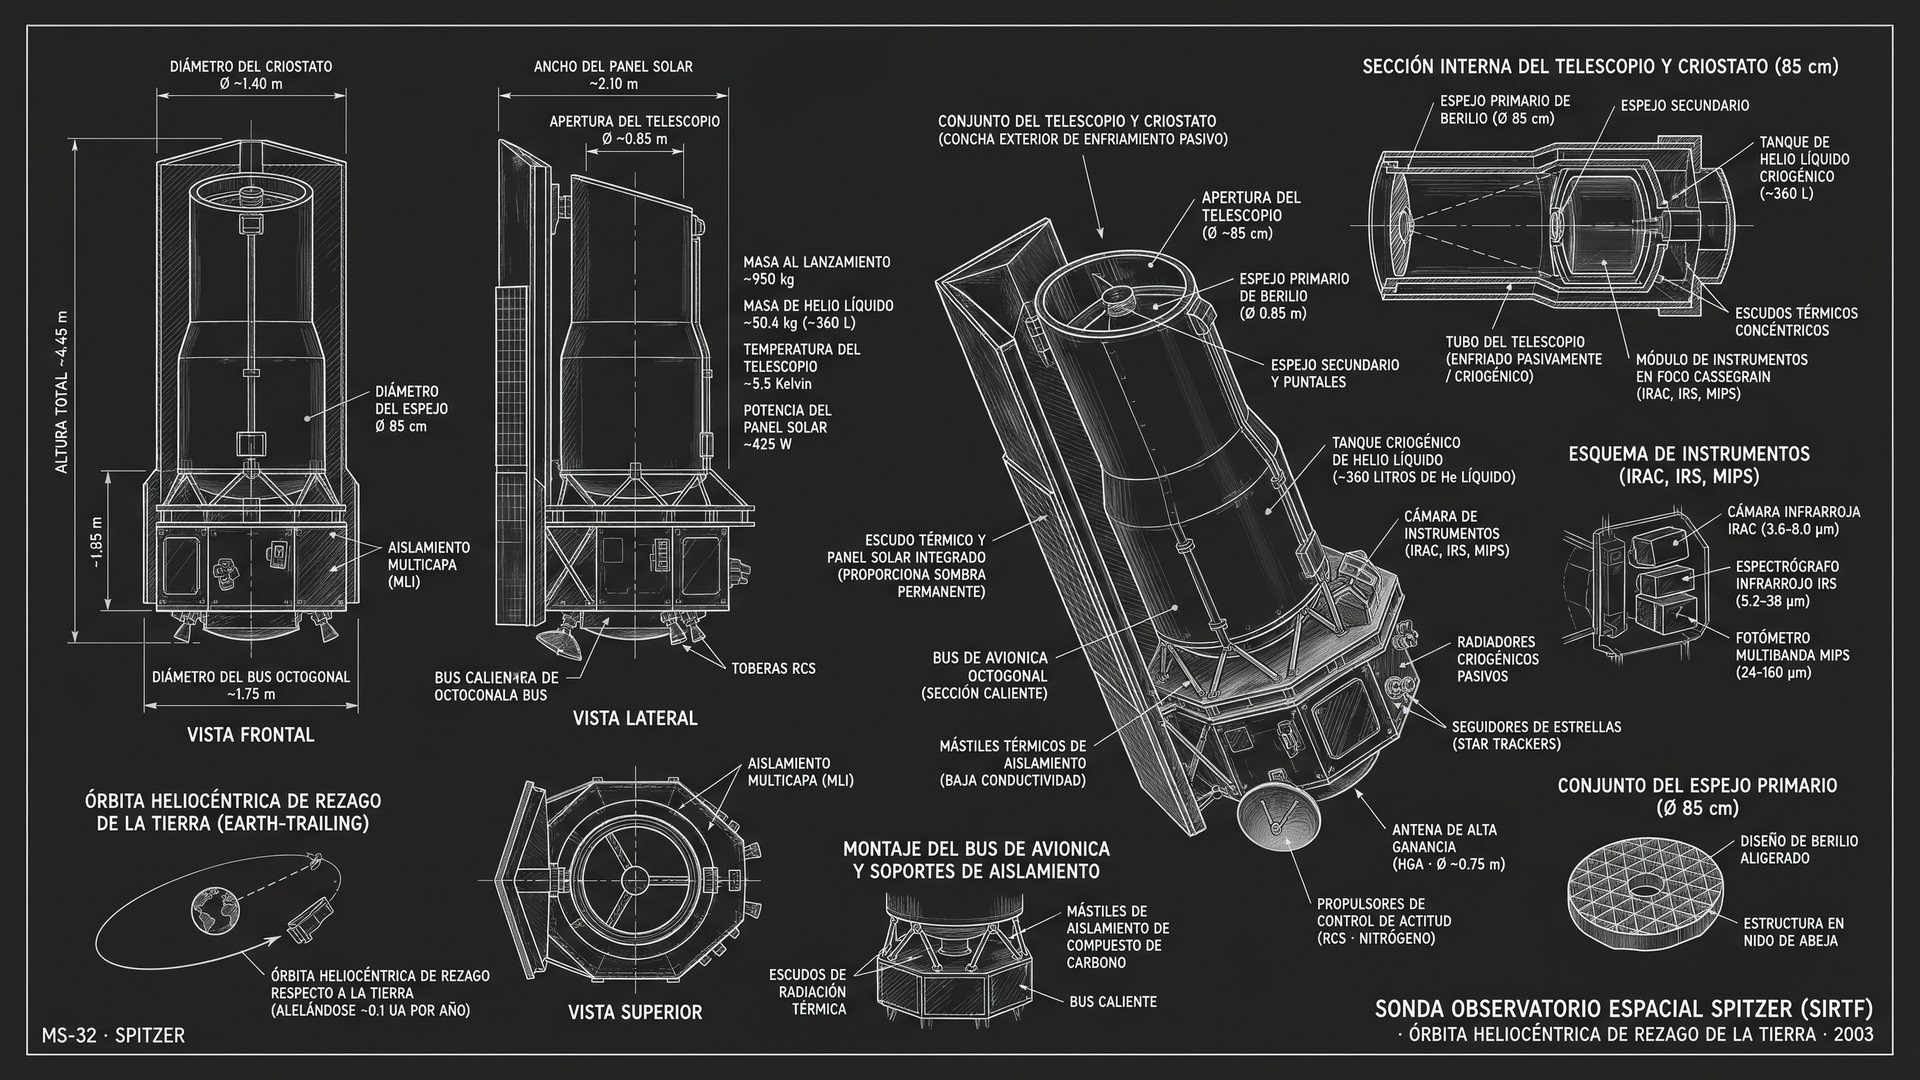 DIÁMETRO DEL CRIOSTATO
Ø ~1.40 m
ALTURA TOTAL ~4.45 m
~1.85 m
DIÁMETRO
DEL ESPEJO
Ø 85 cm
AISLAMIENTO
MULTICAPA
(MLI)
DIÁMETRO DEL BUS OCTOGONAL
~1.75 m
VISTA FRONTAL
ANCHO DEL PANEL SOLAR
~2.10 m
APERTURA DEL TELESCOPIO
Ø ~0.85 m
MASA AL LANZAMIENTO
~950 kg
MASA DE HELIO LÍQUIDO
~50.4 kg (~360 L)
TEMPERATURA DEL
TELESCOPIO
~5.5 Kelvin
POTENCIA DEL
PANEL SOLAR
~425 W
BUS DE
OCTOCONALA BUS
TOBERAS RCS
VISTA LATERAL
CONJUNTO DEL TELESCOPIO Y CRIOSTATO
(CONCHA EXTERIOR DE ENFRIAMIENTO PASIVO)
APERTURA DEL
TELESCOPIO
(Ø ~85 cm)
ESPEJO PRIMARIO
DE BERILIO
(Ø 0.85 m)
ESPEJO SECUNDARIO
Y PUNTALES
TANQUE CRIOGÉNICO
DE HELIO LÍQUIDO
(~360 LITROS DE He LÍQUIDO)
CÁMARA DE
INSTRUMENTOS
(IRAC, IRS, MIPS)
ESCUDO TÉRMICO Y
PANEL SOLAR INTEGRADO
(PROPORCIONA SOMBRA
PERMANENTE)
BUS DE AVIONICA
OCTOGONAL
(SECCIÓN CALIENTE)
MÁSTILES TÉRMICOS DE
AISLAMIENTO
(BAJA CONDUCTIVIDAD)
RADIADORES
CRIOGÉNICOS
PASIVOS
SEGUIDORES DE ESTRELLAS
(STAR TRACKERS)
ANTENA DE ALTA
GANANCIA
(HGA · Ø ~0.75 m)
PROPULSORES DE
CONTROL DE ACTITUD
(RCS · NITRÓGENO)
SECCIÓN INTERNA DEL TELESCOPIO Y CRIOSTATO (85 cm)
ESPEJO PRIMARIO DE
BERILIO (Ø 85 cm)
ESPEJO SECUNDARIO
TANQUE DE
HELIO LÍQUIDO
CRIOGÉNICO
(~360 L)
ESCUDOS TÉRMICOS
CONCÉNTRICOS
TUBO DEL TELESCOPIO
(ENFRIADO PASIVAMENTE
/ CRIOGÉNICO)
MÓDULO DE INSTRUMENTOS
EN FOCO CASSEGRAIN
(IRAC, IRS, MIPS)
ESQUEMA DE INSTRUMENTOS
(IRAC, IRS, MIPS)
CÁMARA INFRARROJA
IRAC (3.6-8.0 µm)
ESPECTRÓGRAFO
INFRARROJO IRS
(5.2-38 µm)
FOTÓMETRO
MULTIBANDA MIPS
(24-160 µm)
CONJUNTO DEL ESPEJO PRIMARIO
(Ø 85 cm)
DISEÑO DE BERILIO
ALIGERADO
ESTRUCTURA EN
NIDO DE ABEJA
ÓRBITA HELIOCÉNTRICA DE REZAGO
DE LA TIERRA (EARTH-TRAILING)
ÓRBITA HELIOCÉNTRICA DE REZAGO
RESPECTO A LA TIERRA
(ALELÁNDOSE ~0.1 UA POR AÑO)
AISLAMIENTO
MULTICAPA (MLI)
VISTA SUPERIOR
MONTAJE DEL BUS DE AVIONICA
Y SOPORTES DE AISLAMIENTO
MÁSTILES DE
AISLAMIENTO DE
COMPUESTO DE
CARBONO
ESCUDOS DE
RADIACIÓN
TÉRMICA
BUS CALIENTE
MS-32 · SPITZER
SONDA OBSERVATORIO ESPACIAL SPITZER (SIRTF)
· ÓRBITA HELIOCÉNTRICA DE REZAGO DE LA TIERRA · 2003